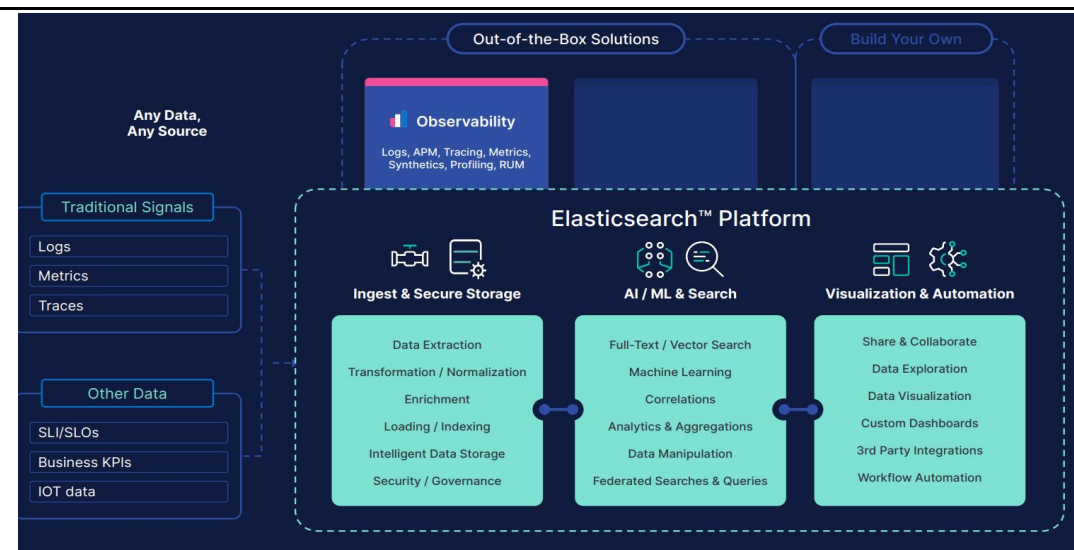 Out-of-the-Box Solutions
Build Your Own
Any Data,
Any Source
Observability
Logs, APM, Tracing, Metrics,
Synthetics, Profiling, RUM
Traditional Signals
Logs
Metrics
Traces
Other Data
SLI/SLOs
Business KPIs
IOT data
Elasticsearch™ Platform
Ingest & Secure Storage
Data Extraction
Transformation / Normalization
Enrichment
Loading / Indexing
Intelligent Data Storage
Security / Governance
AI / ML & Search
Full-Text / Vector Search
Machine Learning
Correlations
Analytics & Aggregations
Data Manipulation
Federated Searches & Queries
Visualization & Automation
Share & Collaborate
Data Exploration
Data Visualization
Custom Dashboards
3rd Party Integrations
Workflow Automation